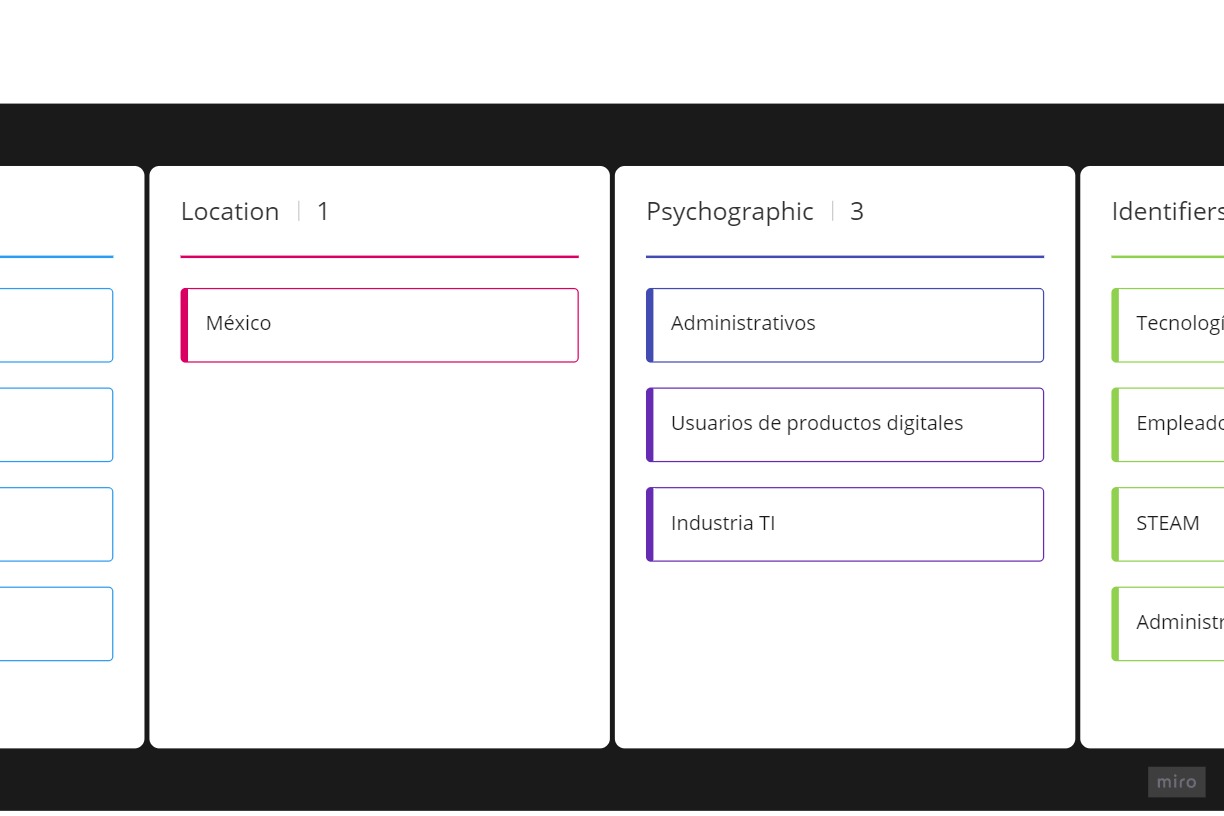 Location | 1
México
Psychographic | 3
Administrativos
Usuarios de productos digitales
Industria TI
Identifiers
Tecnologí
Empleado
STEAM
Administr
miro